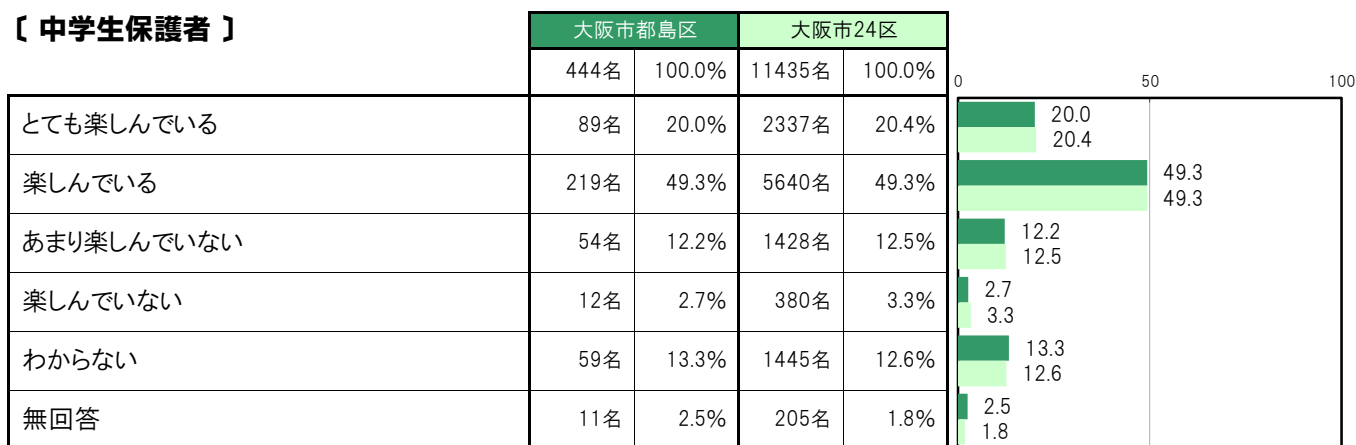 〔 中学生保護者 〕
大阪市都島区 大阪市24区
444名 100.0% 11435名 100.0%
0 50 100
とても楽しんでいる 89名 20.0% 2337名 20.4% 20.0
20.4
楽しんでいる 219名 49.3% 5640名 49.3% 49.3
49.3
あまり楽しんでいない 54名 12.2% 1428名 12.5% 12.2
12.5
楽しんでいない 12名 2.7% 380名 3.3% 2.7
3.3
わからない 59名 13.3% 1445名 12.6% 13.3
12.6
無回答 11名 2.5% 205名 1.8% 2.5
1.8